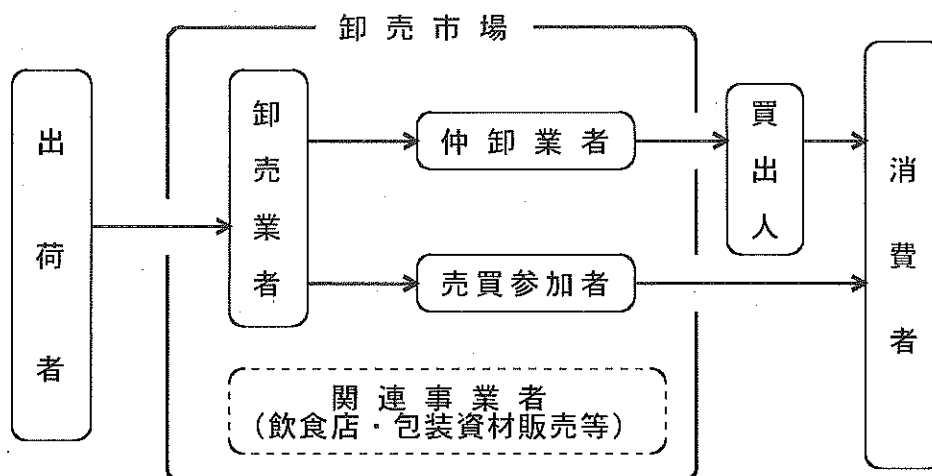 卸売市場
出荷者
卸売業者
仲卸業者
売買参加者
買出人
消費者
関連事業者
(飲食店・包装資材販売等)